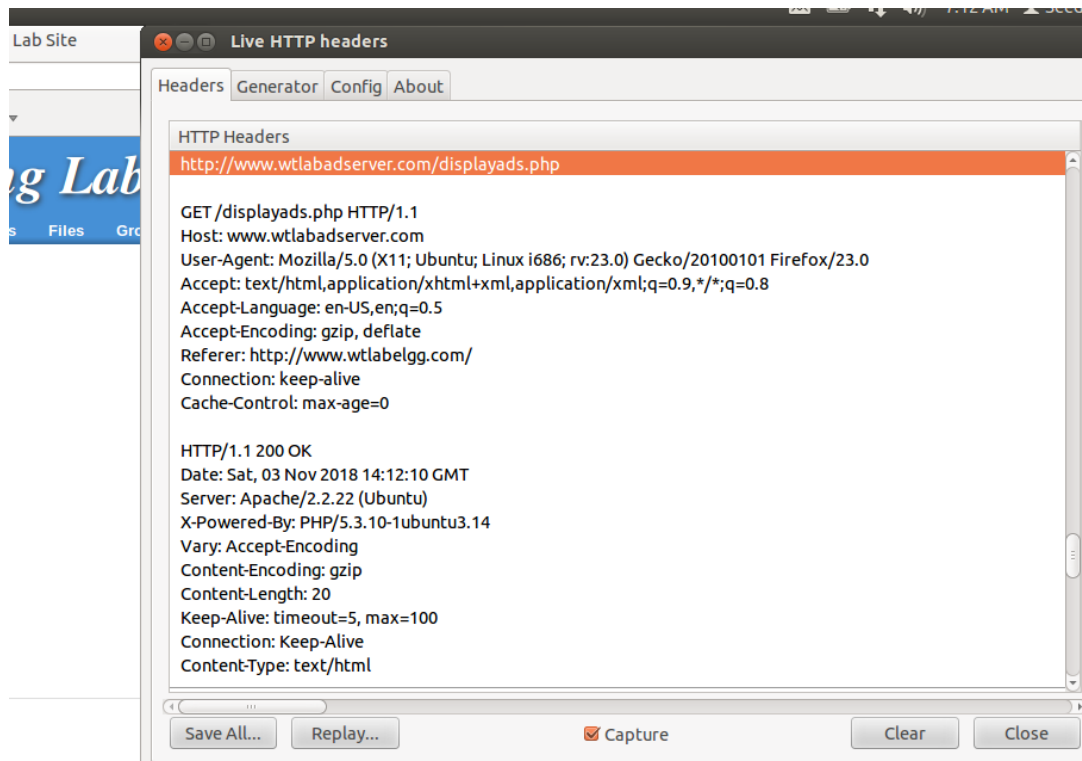 7:12 AM
Lab Site
Live HTTP headers
Headers Generator Config About
HTTP Headers
http://www.wtlabadserver.com/displayads.php
GET /displayads.php HTTP/1.1
Host: www.wtlabadserver.com
User-Agent: Mozilla/5.0 (X11; Ubuntu; Linux i686; rv:23.0) Gecko/20100101 Firefox/23.0
Accept: text/html,application/xhtml+xml,application/xml;q=0.9,*/*;q=0.8
Accept-Language: en-US,en;q=0.5
Accept-Encoding: gzip, deflate
Referer: http://www.wtlabelgg.com/
Connection: keep-alive
Cache-Control: max-age=0
HTTP/1.1 200 OK
Date: Sat, 03 Nov 2018 14:12:10 GMT
Server: Apache/2.2.22 (Ubuntu)
X-Powered-By: PHP/5.3.10-1ubuntu3.14
Vary: Accept-Encoding
Content-Encoding: gzip
Content-Length: 20
Keep-Alive: timeout=5, max=100
Connection: Keep-Alive
Content-Type: text/html
g Lab
s Files Gro
Save All... Replay... Capture Clear Close